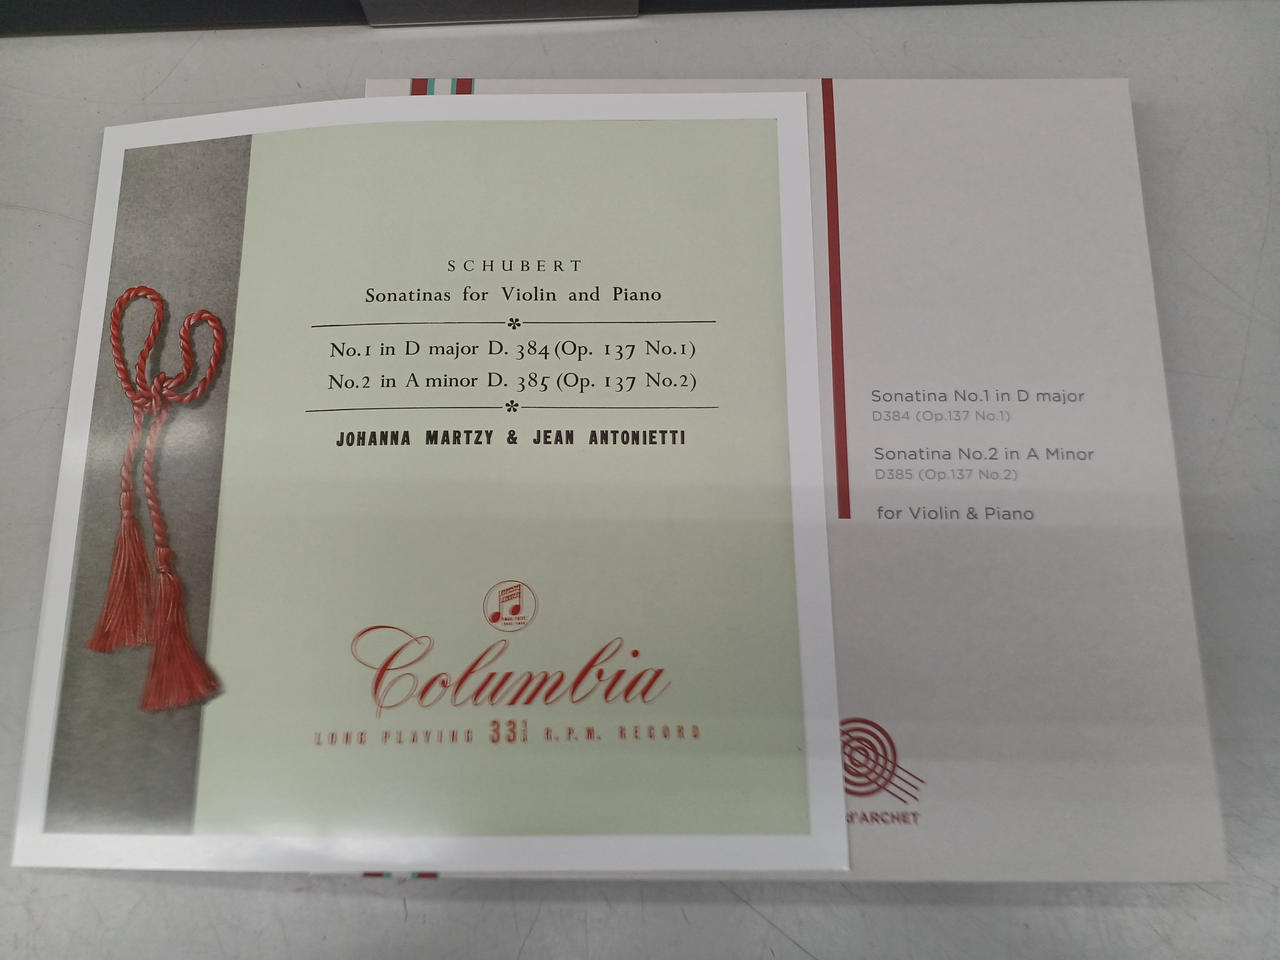 SCHUBERT
Sonatinas for Violin and Piano
No.1 in D major D. 384 (Op. 137 No.1)
No.2 in A minor D. 385 (Op. 137 No.2)
JOHANNA MARTZY & JEAN ANTONIETTI
Columbia
LONG PLAYING 33⅓ R.P.M. RECORD
Sonatina No.1 in D major
D384 (Op.137 No.1)
Sonatina No.2 in A Minor
D385 (Op.137 No.2)
for Violin & Piano
d'ARCHET